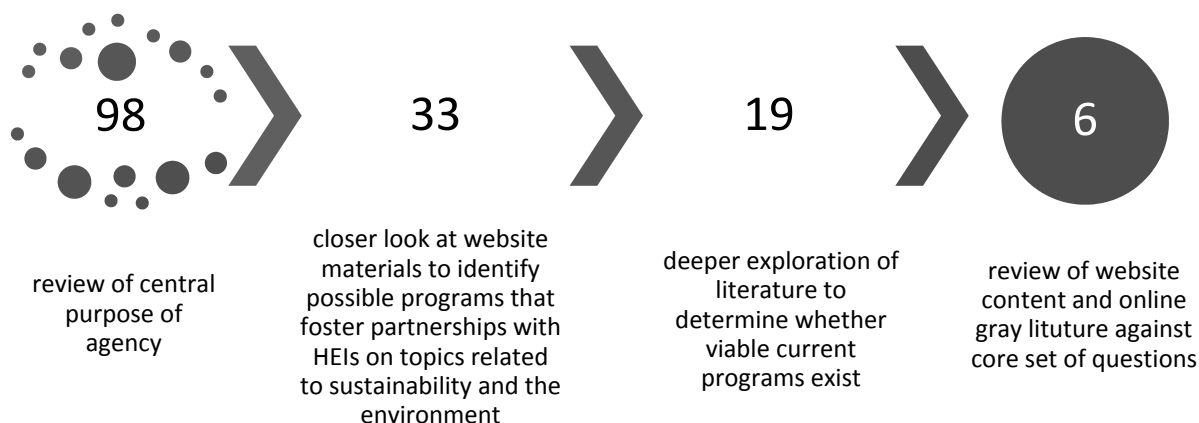 98
33
19
6
review of central
purpose of
agency
closer look at website
materials to identify
possible programs that
foster partnerships with
HEIs on topics related
to sustainability and the
environment
deeper exploration of
literature to
determine whether
viable current
programs exist
review of website
content and online
gray lituture against
core set of questions